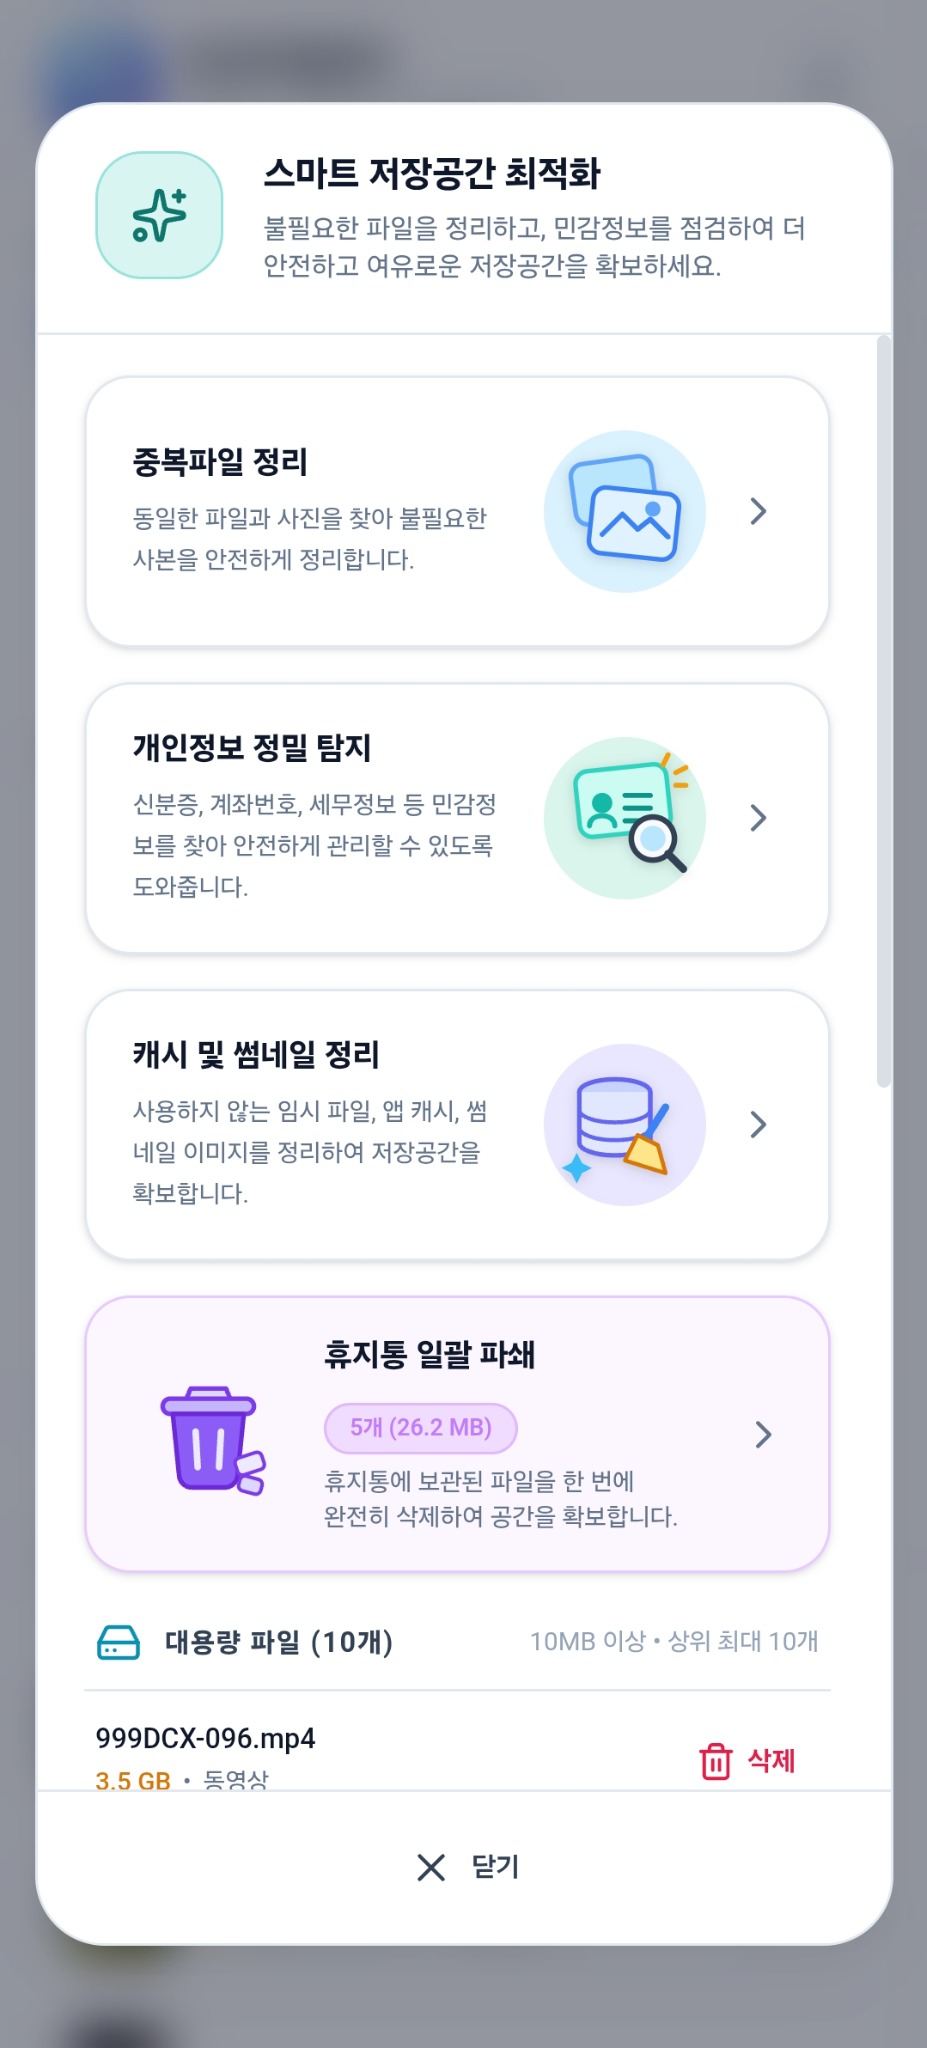 스마트 저장공간 최적화
불필요한 파일을 정리하고, 민감정보를 점검하여 더
안전하고 여유로운 저장공간을 확보하세요.
중복파일 정리
동일한 파일과 사진을 찾아 불필요한
사본을 안전하게 정리합니다.
개인정보 정밀 탐지
신분증, 계좌번호, 세무정보 등 민감정
보를 찾아 안전하게 관리할 수 있도록
도와줍니다.
캐시 및 썸네일 정리
사용하지 않는 임시 파일, 앱 캐시, 썸
네일 이미지를 정리하여 저장공간을
확보합니다.
휴지통 일괄 파쇄
5개 (26.2 MB)
휴지통에 보관된 파일을 한 번에
완전히 삭제하여 공간을 확보합니다.
대용량 파일 (10개) 10MB 이상 • 상위 최대 10개
999DCX-096.mp4
삭제
3.5 GB • 동영상
닫기